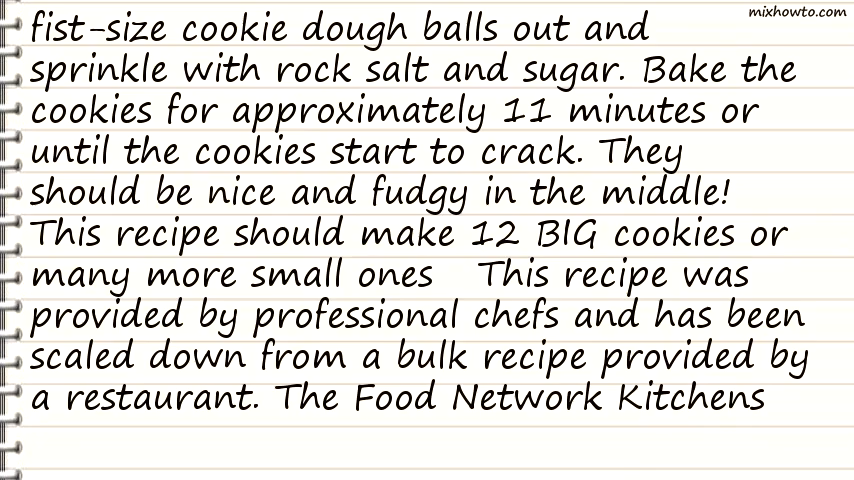 mixhowto.com
fist-size cookie dough balls out and
sprinkle with rock salt and sugar. Bake the
cookies for approximately 11 minutes or
until the cookies start to crack. They
should be nice and fudgy in the middle!
This recipe should make 12 BIG cookies or
many more small ones   This recipe was
provided by professional chefs and has been
scaled down from a bulk recipe provided by
a restaurant. The Food Network Kitchens